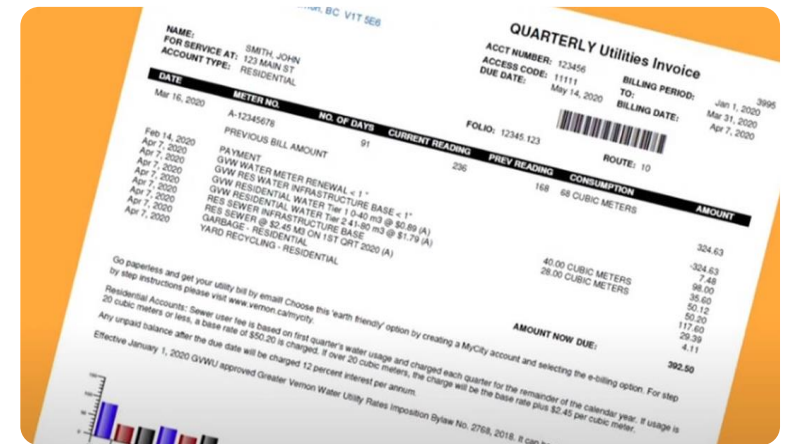 on, BC V1T 5E6
QUARTERLY Utilities Invoice
3995
NAME: SMITH, JOHN
FOR SERVICE AT: 123 MAIN ST
ACCOUNT TYPE: RESIDENTIAL
ACCT NUMBER: 123456
ACCESS CODE: 11111
DUE DATE: May 14, 2020
BILLING PERIOD: Jan 1, 2020
TO: Mar 31, 2020
BILLING DATE: Apr 7, 2020
FOLIO: 12345.123
ROUTE: 10
DATE METER NO. NO. OF DAYS CURRENT READING PREV READING CONSUMPTION AMOUNT
Mar 16, 2020 A-12345678 91 236 168 68 CUBIC METERS
PREVIOUS BILL AMOUNT 324.63
Feb 14, 2020 PAYMENT -324.63
Apr 7, 2020 GVW WATER METER RENEWAL < 1" 7.48
Apr 7, 2020 GVW RES WATER INFRASTRUCTURE BASE < 1" 98.00
Apr 7, 2020 GVW RESIDENTIAL WATER Tier 1 0-40 m3 @ $0.89 (A) 40.00 CUBIC METERS 35.60
Apr 7, 2020 GVW RESIDENTIAL WATER Tier 2 41-80 m3 @ $1.79 (A) 28.00 CUBIC METERS 50.12
Apr 7, 2020 RES SEWER INFRASTRUCTURE BASE 50.20
Apr 7, 2020 RES SEWER @ $2.45 M3 ON 1ST QRT 2020 (A) 117.60
Apr 7, 2020 GARBAGE - RESIDENTIAL 29.39
Apr 7, 2020 YARD RECYCLING - RESIDENTIAL 4.11
AMOUNT NOW DUE: 392.50
Go paperless and get your utility bill by email! Choose this 'earth friendly' option by creating a MyCity account and selecting the e-billing option. For step
by step instructions please visit www.vernon.ca/mycity.
Residential Accounts: Sewer user fee is based on first quarter's water usage and charged each quarter for the remainder of the calendar year. If usage is
20 cubic meters or less, a base rate of $50.20 is charged. If over 20 cubic meters, the charge will be the base rate plus $2.45 per cubic meter.
Any unpaid balance after the due date will be charged 12 percent interest per annum.
Effective January 1, 2020 GVWU approved Greater Vernon Water Utility Rates Imposition Bylaw No. 2768, 2018. It can